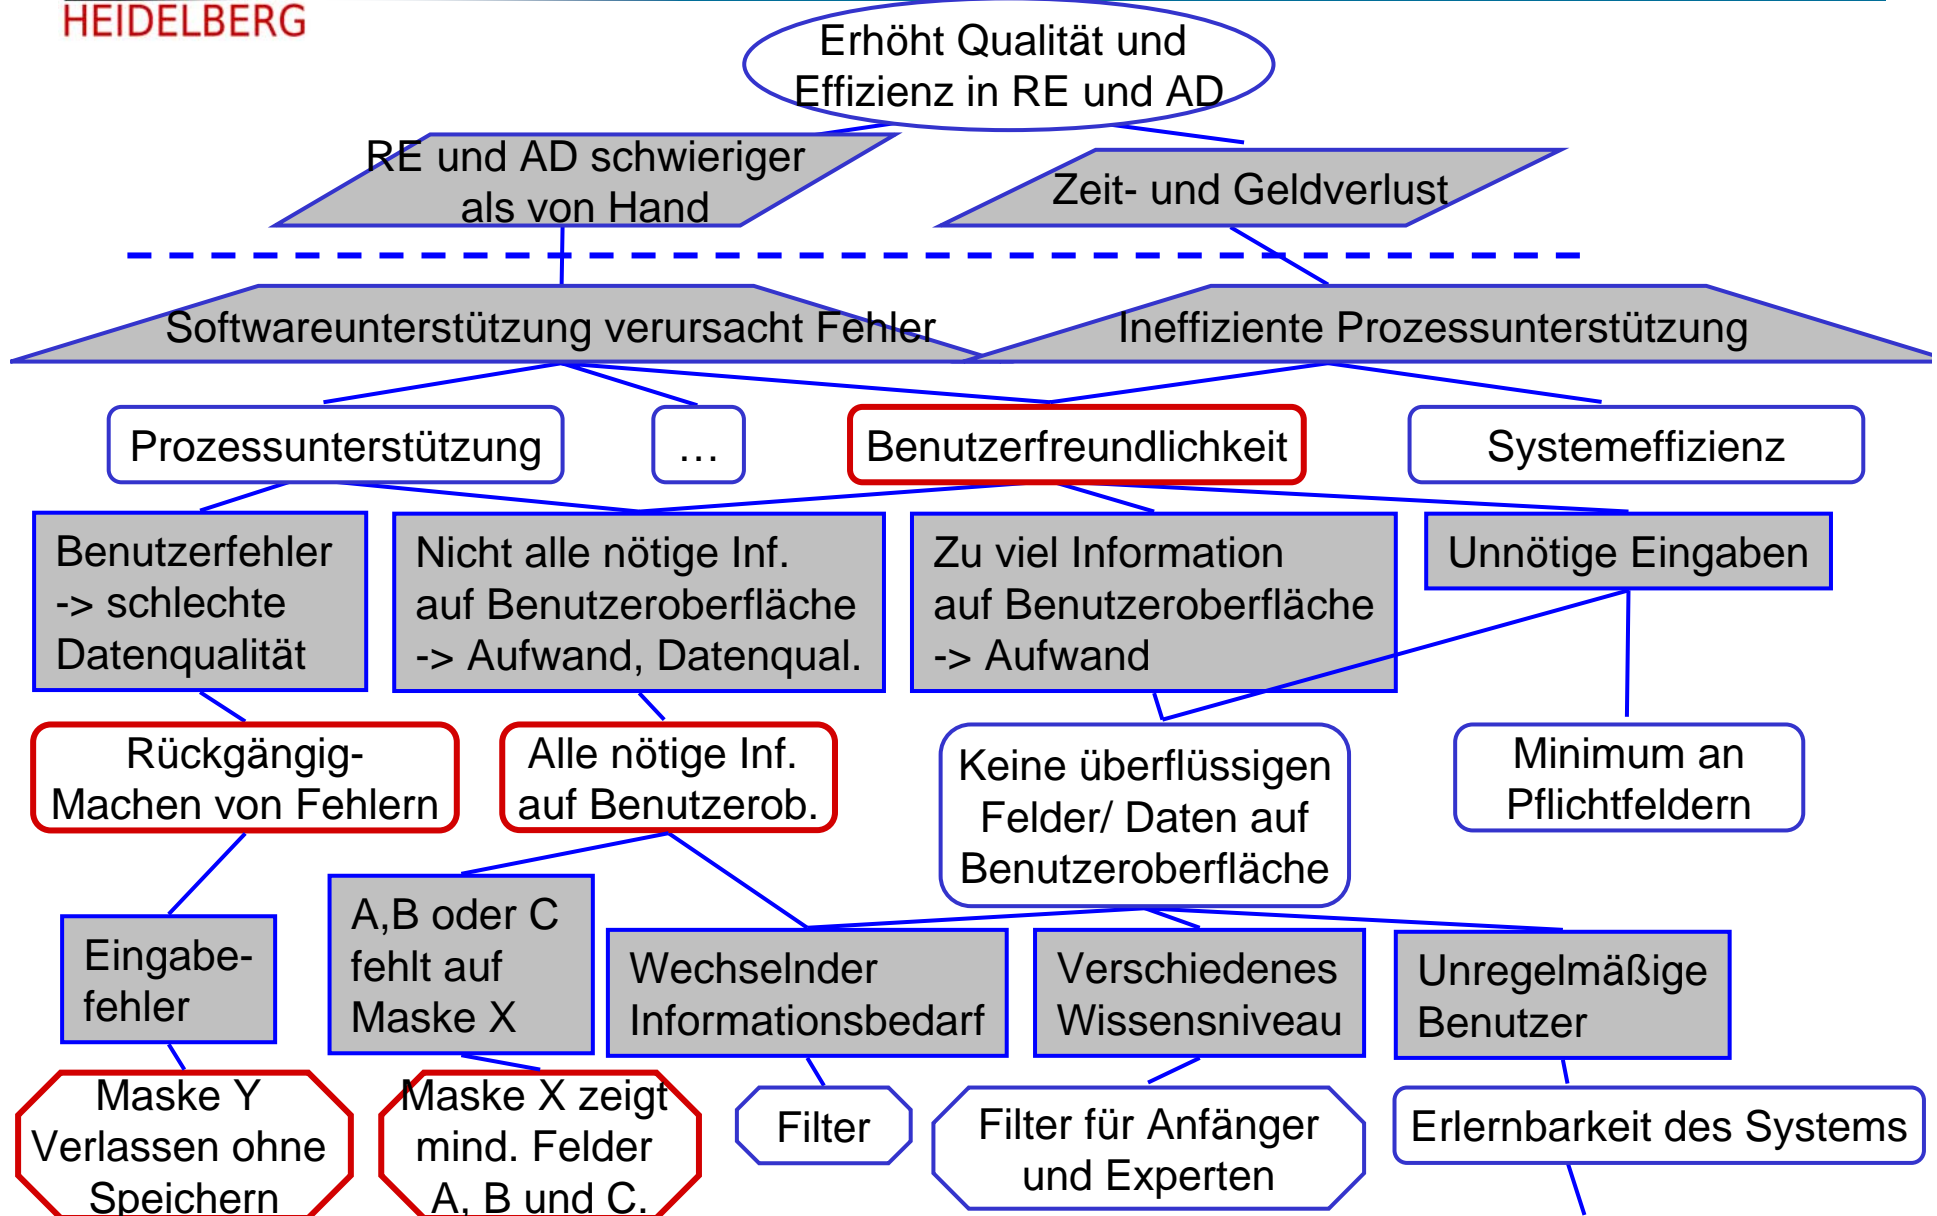 HEIDELBERG
Erhöht Qualität und
Effizienz in RE und AD
RE und AD schwieriger
als von Hand
Zeit- und Geldverlust
Softwareunterstützung verursacht Fehler
Ineffiziente Prozessunterstützung
Prozessunterstützung
…
Benutzerfreundlichkeit
Systemeffizienz
Benutzerfehler
-> schlechte
Datenqualität
Nicht alle nötige Inf.
auf Benutzeroberfläche
-> Aufwand, Datenqual.
Zu viel Information
auf Benutzeroberfläche
-> Aufwand
Unnötige Eingaben
Rückgängig-
Machen von Fehlern
Alle nötige Inf.
auf Benutzerob.
Keine überflüssigen
Felder/ Daten auf
Benutzeroberfläche
Minimum an
Pflichtfeldern
Eingabe-
fehler
A,B oder C
fehlt auf
Maske X
Wechselnder
Informationsbedarf
Verschiedenes
Wissensniveau
Unregelmäßige
Benutzer
Maske Y
Verlassen ohne
Speichern
Maske X zeigt
mind. Felder
A, B und C.
Filter
Filter für Anfänger
und Experten
Erlernbarkeit des Systems